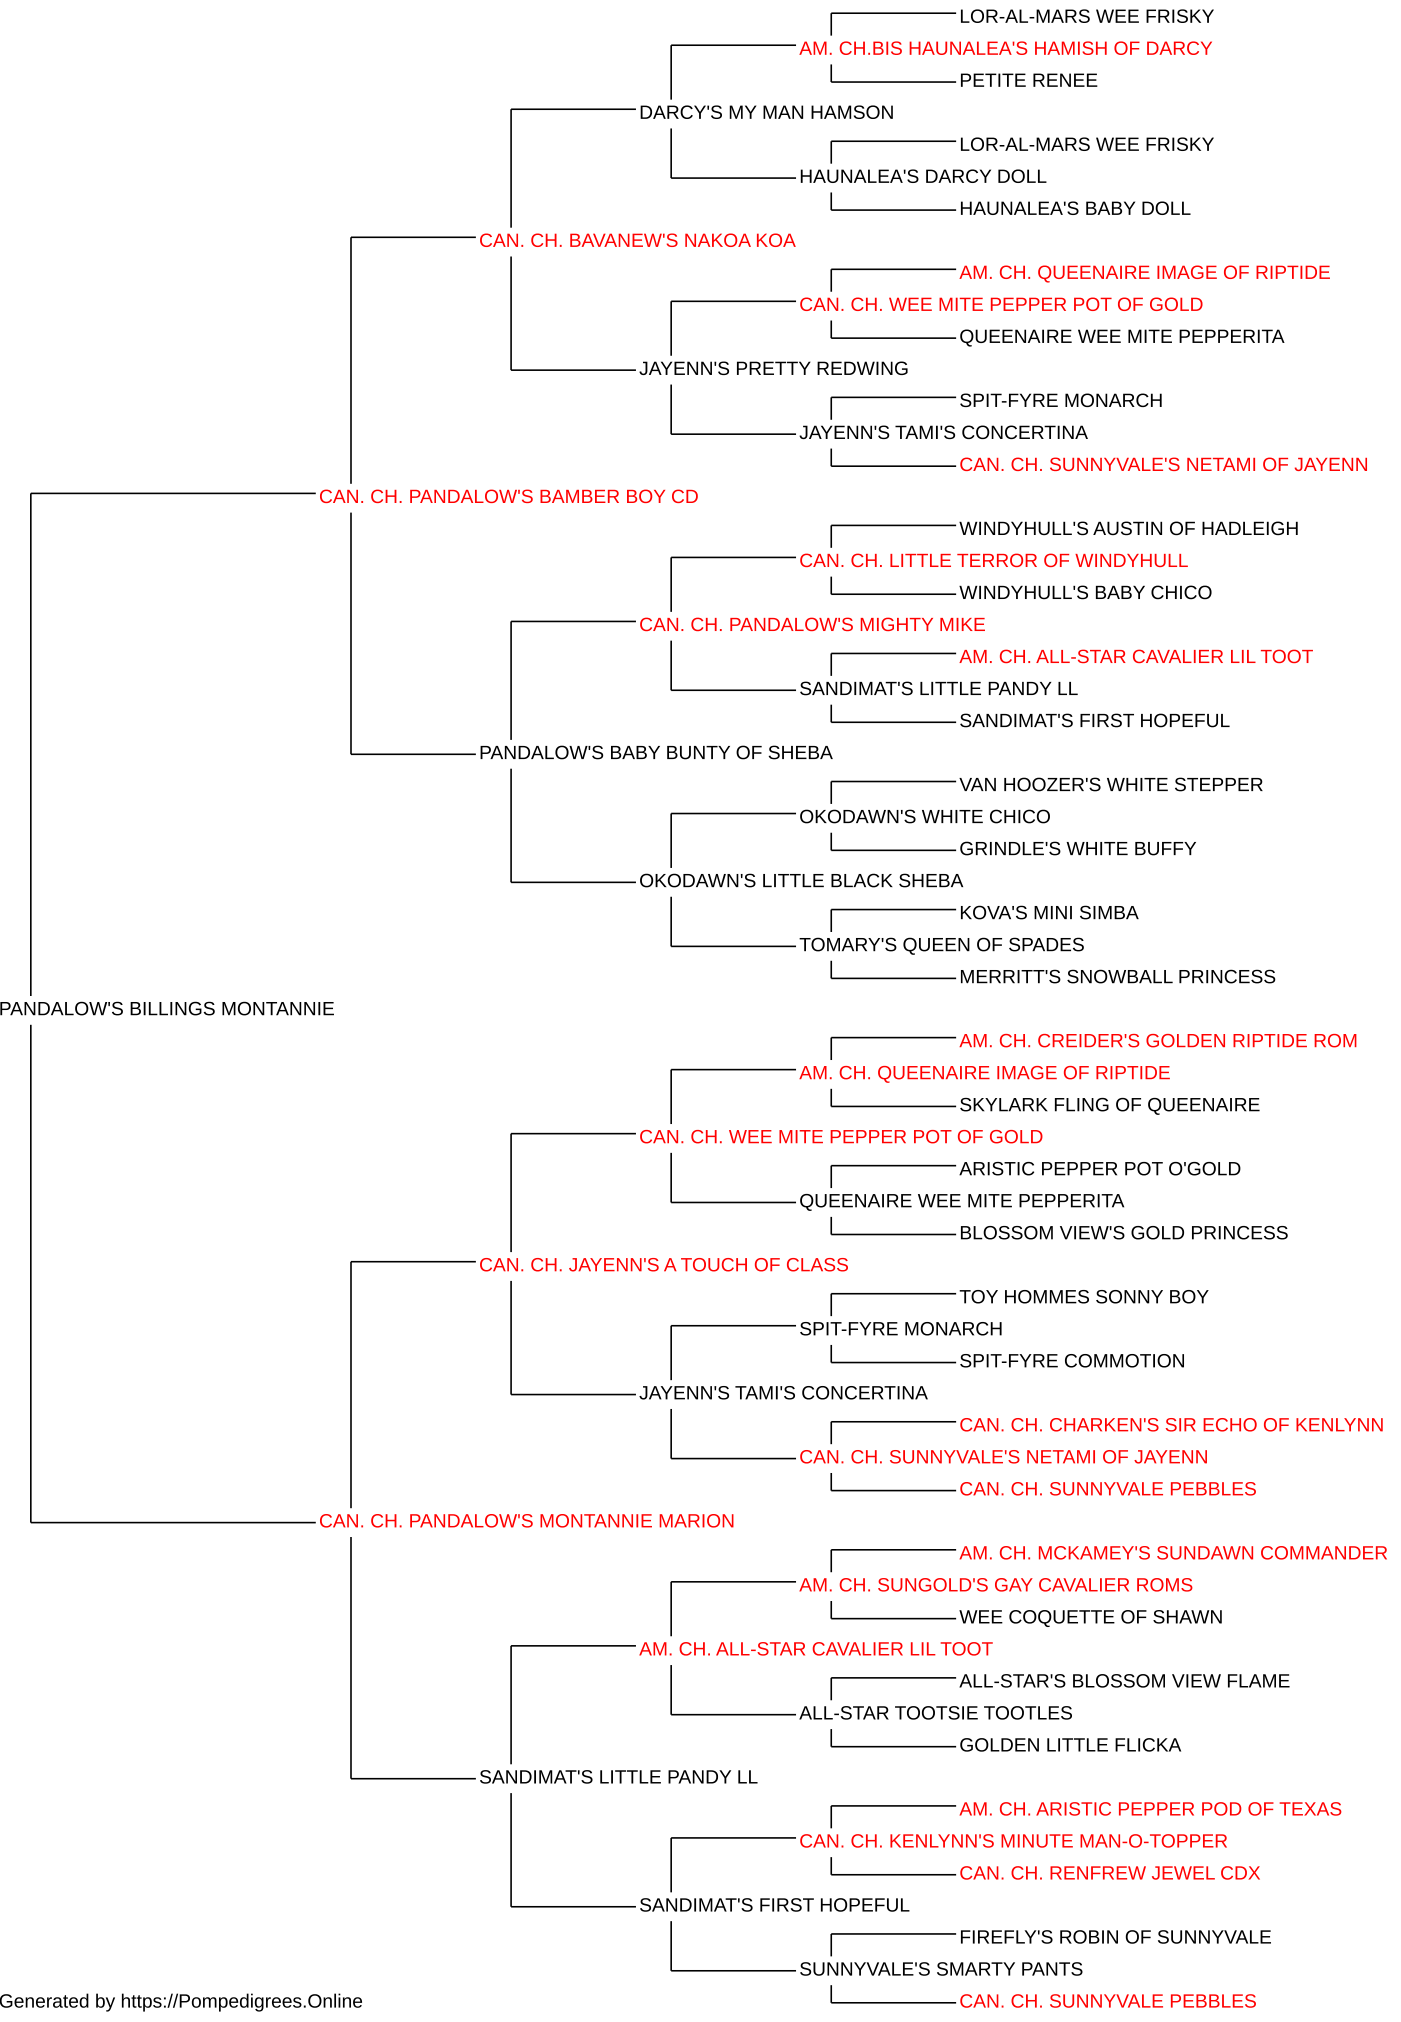 LOR-AL-MARS WEE FRISKY
AM. CH.BIS HAUNALEA'S HAMISH OF DARCY
PETITE RENEE
DARCY'S MY MAN HAMSON
LOR-AL-MARS WEE FRISKY
HAUNALEA'S DARCY DOLL
HAUNALEA'S BABY DOLL
CAN. CH. BAVANEW'S NAKOA KOA
AM. CH. QUEENAIRE IMAGE OF RIPTIDE
CAN. CH. WEE MITE PEPPER POT OF GOLD
QUEENAIRE WEE MITE PEPPERITA
JAYENN'S PRETTY REDWING
SPIT-FYRE MONARCH
JAYENN'S TAMI'S CONCERTINA
CAN. CH. SUNNYVALE'S NETAMI OF JAYENN
CAN. CH. PANDALOW'S BAMBER BOY CD
WINDYHULL'S AUSTIN OF HADLEIGH
CAN. CH. LITTLE TERROR OF WINDYHULL
WINDYHULL'S BABY CHICO
CAN. CH. PANDALOW'S MIGHTY MIKE
AM. CH. ALL-STAR CAVALIER LIL TOOT
SANDIMAT'S LITTLE PANDY LL
SANDIMAT'S FIRST HOPEFUL
PANDALOW'S BABY BUNTY OF SHEBA
VAN HOOZER'S WHITE STEPPER
OKODAWN'S WHITE CHICO
GRINDLE'S WHITE BUFFY
OKODAWN'S LITTLE BLACK SHEBA
KOVA'S MINI SIMBA
TOMARY'S QUEEN OF SPADES
MERRITT'S SNOWBALL PRINCESS
PANDALOW'S BILLINGS MONTANNIE
AM. CH. CREIDER'S GOLDEN RIPTIDE ROM
AM. CH. QUEENAIRE IMAGE OF RIPTIDE
SKYLARK FLING OF QUEENAIRE
CAN. CH. WEE MITE PEPPER POT OF GOLD
ARISTIC PEPPER POT O'GOLD
QUEENAIRE WEE MITE PEPPERITA
BLOSSOM VIEW'S GOLD PRINCESS
CAN. CH. JAYENN'S A TOUCH OF CLASS
TOY HOMMES SONNY BOY
SPIT-FYRE MONARCH
SPIT-FYRE COMMOTION
JAYENN'S TAMI'S CONCERTINA
CAN. CH. CHARKEN'S SIR ECHO OF KENLYNN
CAN. CH. SUNNYVALE'S NETAMI OF JAYENN
CAN. CH. SUNNYVALE PEBBLES
CAN. CH. PANDALOW'S MONTANNIE MARION
AM. CH. MCKAMEY'S SUNDAWN COMMANDER
AM. CH. SUNGOLD'S GAY CAVALIER ROMS
WEE COQUETTE OF SHAWN
AM. CH. ALL-STAR CAVALIER LIL TOOT
ALL-STAR'S BLOSSOM VIEW FLAME
ALL-STAR TOOTSIE TOOTLES
GOLDEN LITTLE FLICKA
SANDIMAT'S LITTLE PANDY LL
AM. CH. ARISTIC PEPPER POD OF TEXAS
CAN. CH. KENLYNN'S MINUTE MAN-O-TOPPER
CAN. CH. RENFREW JEWEL CDX
SANDIMAT'S FIRST HOPEFUL
FIREFLY'S ROBIN OF SUNNYVALE
SUNNYVALE'S SMARTY PANTS
CAN. CH. SUNNYVALE PEBBLES
Generated by https://Pompedigrees.Online